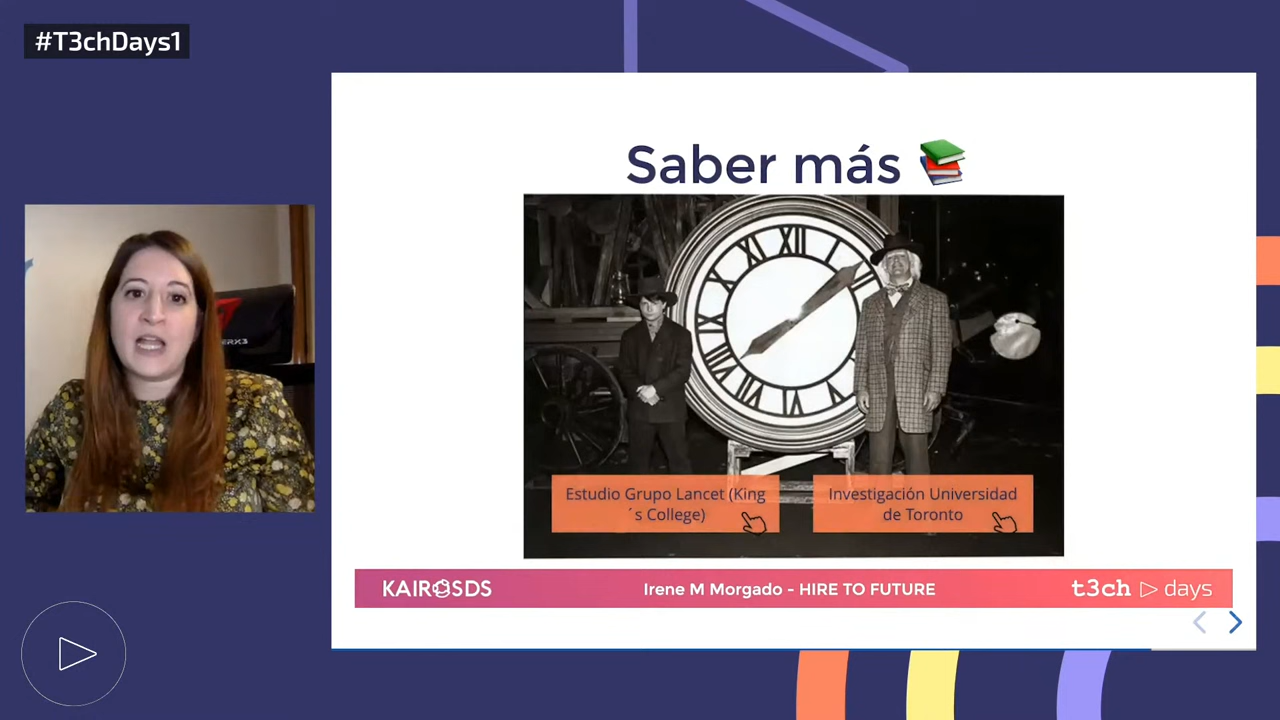 #T3chDays1
Saber más
XII
Estudio Grupo Lancet (King
´s College)
Investigación Universidad
de Toronto
KAIROSDS
Irene M Morgado - HIRE TO FUTURE
t3ch days